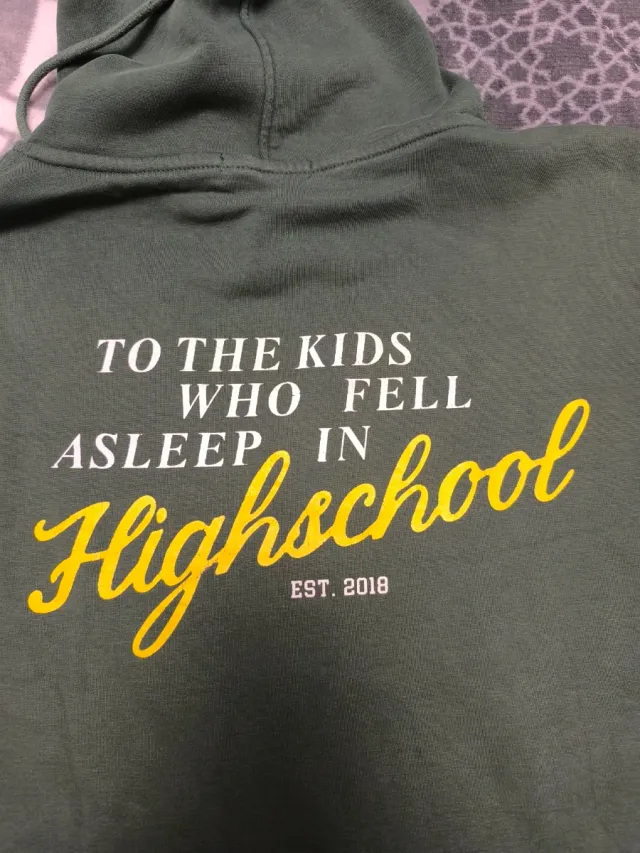 TO THE KIDS
WHO FELL
ASLEEP IN
Highschool
EST. 2018